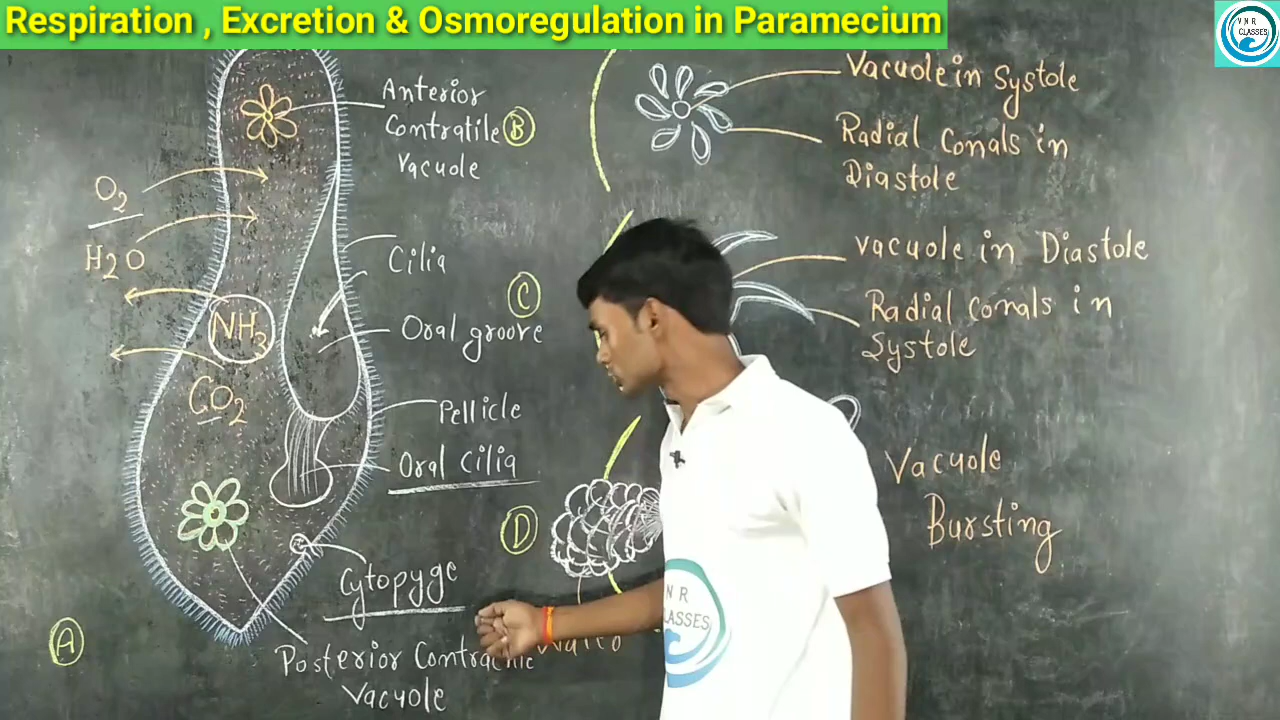 Respiration , Excretion & Osmoregulation in Paramecium
VNR
CLASSES
Anterior
Contratile
Vacuole
B
O2
H2O
Cilia
NH3
Oral groove
CO2
Pellicle
Oral Cilia
Cytopyge
Posterior
Vacuole
A
Vacuole in Systole
Radial Conals in
Diastole
C
Vacuole in Diastole
Radial Conals in
Systole
D
Vacuole
Bursting
N R
CLASSES